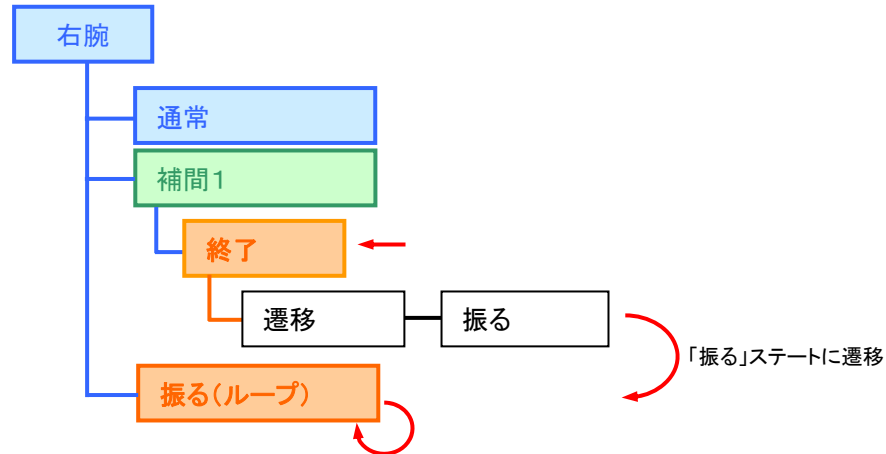 右腕
通常
補間1
終了
遷移
振る
「振る」ステートに遷移
振る(ループ)